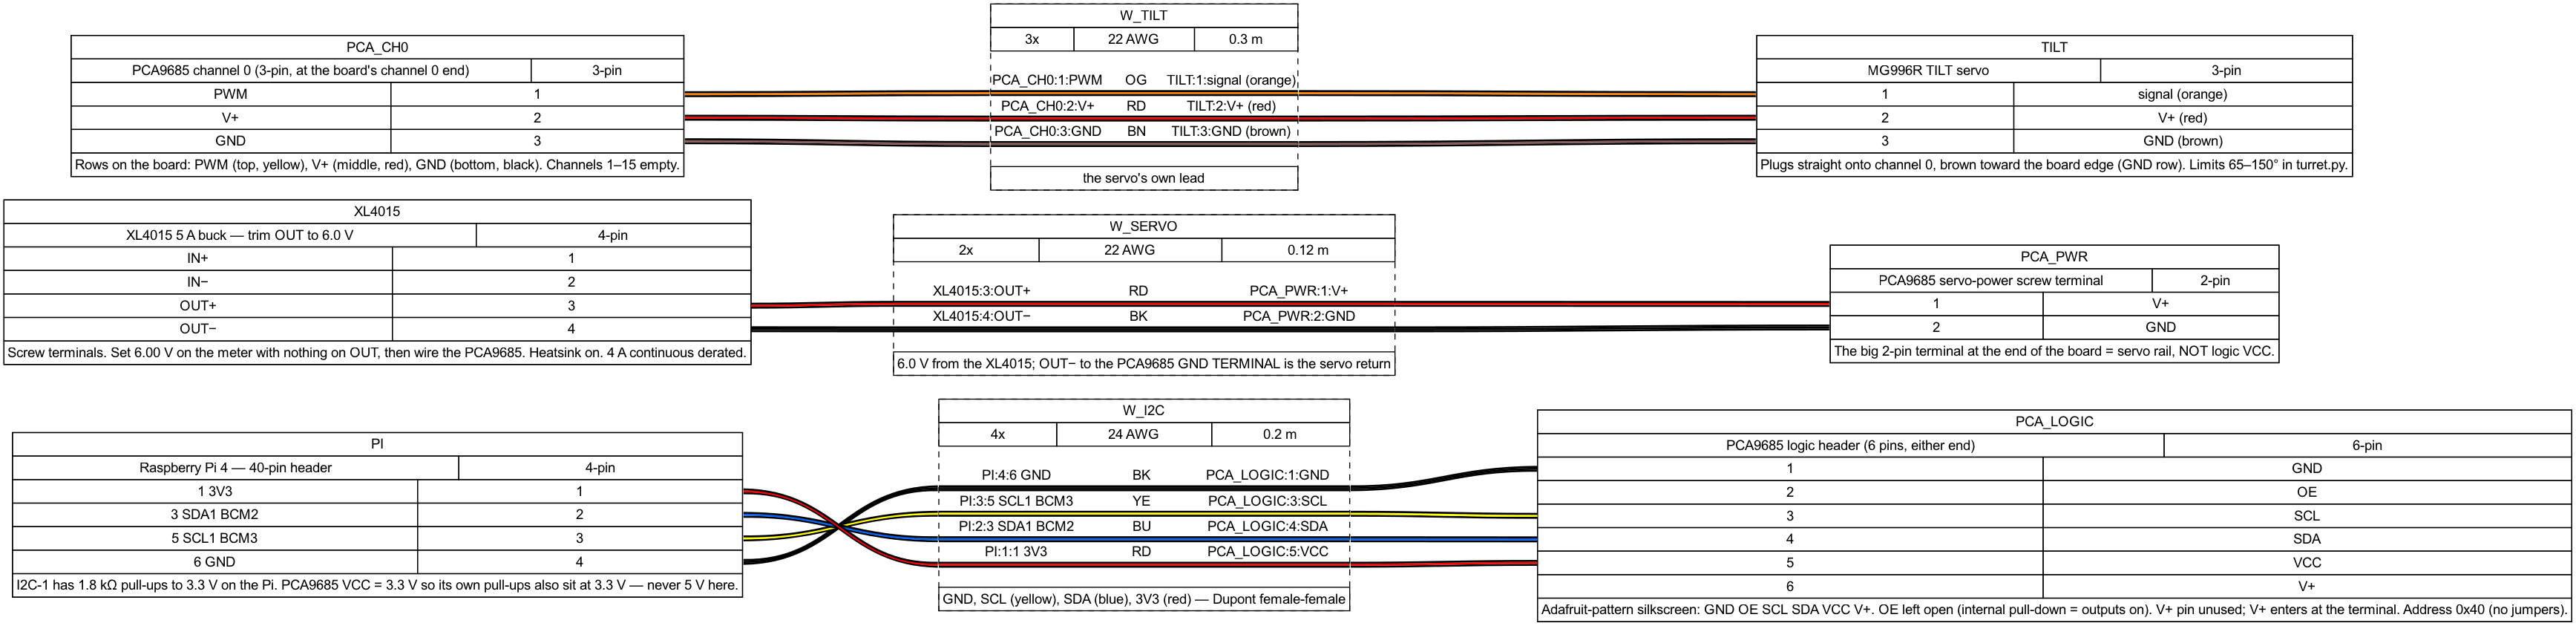 W_TILT
3x 22 AWG 0.3 m
PCA_CH0
PCA9685 channel 0 (3-pin, at the board's channel 0 end) 3-pin
PWM 1
V+ 2
GND 3
Rows on the board: PWM (top, yellow), V+ (middle, red), GND (bottom, black). Channels 1–15 empty.
PCA_CH0:1:PWM OG TILT:1:signal (orange)
PCA_CH0:2:V+ RD TILT:2:V+ (red)
PCA_CH0:3:GND BN TILT:3:GND (brown)
the servo's own lead
TILT
MG996R TILT servo 3-pin
1 signal (orange)
2 V+ (red)
3 GND (brown)
Plugs straight onto channel 0, brown toward the board edge (GND row). Limits 65–150° in turret.py.
XL4015
XL4015 5 A buck — trim OUT to 6.0 V 4-pin
IN+ 1
IN− 2
OUT+ 3
OUT− 4
Screw terminals. Set 6.00 V on the meter with nothing on OUT, then wire the PCA9685. Heatsink on. 4 A continuous derated.
W_SERVO
2x 22 AWG 0.12 m
XL4015:3:OUT+ RD PCA_PWR:1:V+
XL4015:4:OUT− BK PCA_PWR:2:GND
6.0 V from the XL4015; OUT− to the PCA9685 GND TERMINAL is the servo return
PCA_PWR
PCA9685 servo-power screw terminal 2-pin
1 V+
2 GND
The big 2-pin terminal at the end of the board = servo rail, NOT logic VCC.
PI
Raspberry Pi 4 — 40-pin header 4-pin
1 3V3 1
3 SDA1 BCM2 2
5 SCL1 BCM3 3
6 GND 4
I2C-1 has 1.8 kΩ pull-ups to 3.3 V on the Pi. PCA9685 VCC = 3.3 V so its own pull-ups also sit at 3.3 V — never 5 V here.
W_I2C
4x 24 AWG 0.2 m
PI:4:6 GND BK PCA_LOGIC:1:GND
PI:3:5 SCL1 BCM3 YE PCA_LOGIC:3:SCL
PI:2:3 SDA1 BCM2 BU PCA_LOGIC:4:SDA
PI:1:1 3V3 RD PCA_LOGIC:5:VCC
GND, SCL (yellow), SDA (blue), 3V3 (red) — Dupont female-female
PCA_LOGIC
PCA9685 logic header (6 pins, either end) 6-pin
1 GND
2 OE
3 SCL
4 SDA
5 VCC
6 V+
Adafruit-pattern silkscreen: GND OE SCL SDA VCC V+. OE left open (internal pull-down = outputs on). V+ pin unused; V+ enters at the terminal. Address 0x40 (no jumpers).